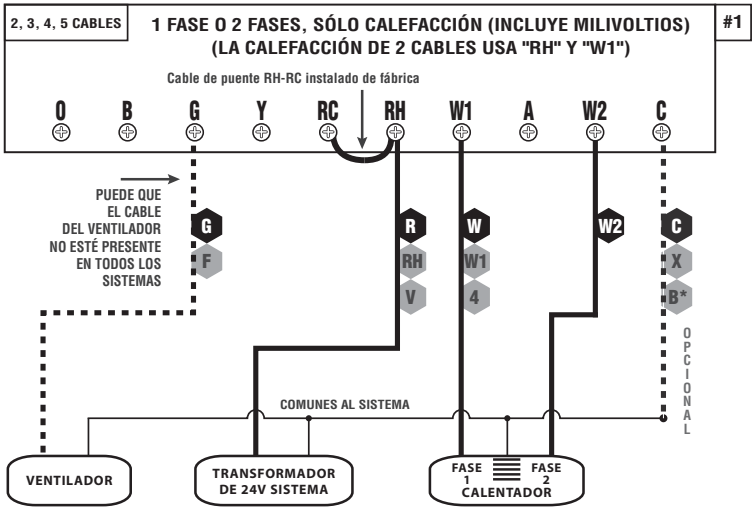 2, 3, 4, 5 CABLES
1 FASE O 2 FASES, SÓLO CALEFACCIÓN (INCLUYE MILIVOLTIOS)
(LA CALEFACCIÓN DE 2 CABLES USA "RH" Y "W1")
#1
Cable de puente RH-RC instalado de fábrica
O B G Y RC RH W1 A W2 C
PUEDE QUE
EL CABLE
DEL VENTILADOR
NO ESTÉ PRESENTE
EN TODOS LOS
SISTEMAS
G R W W2 C
F RH W1 X
V 4 B*
OPCIONAL
COMUNES AL SISTEMA
VENTILADOR
TRANSFORMADOR
DE 24V SISTEMA
FASE
1
FASE
2
CALENTADOR